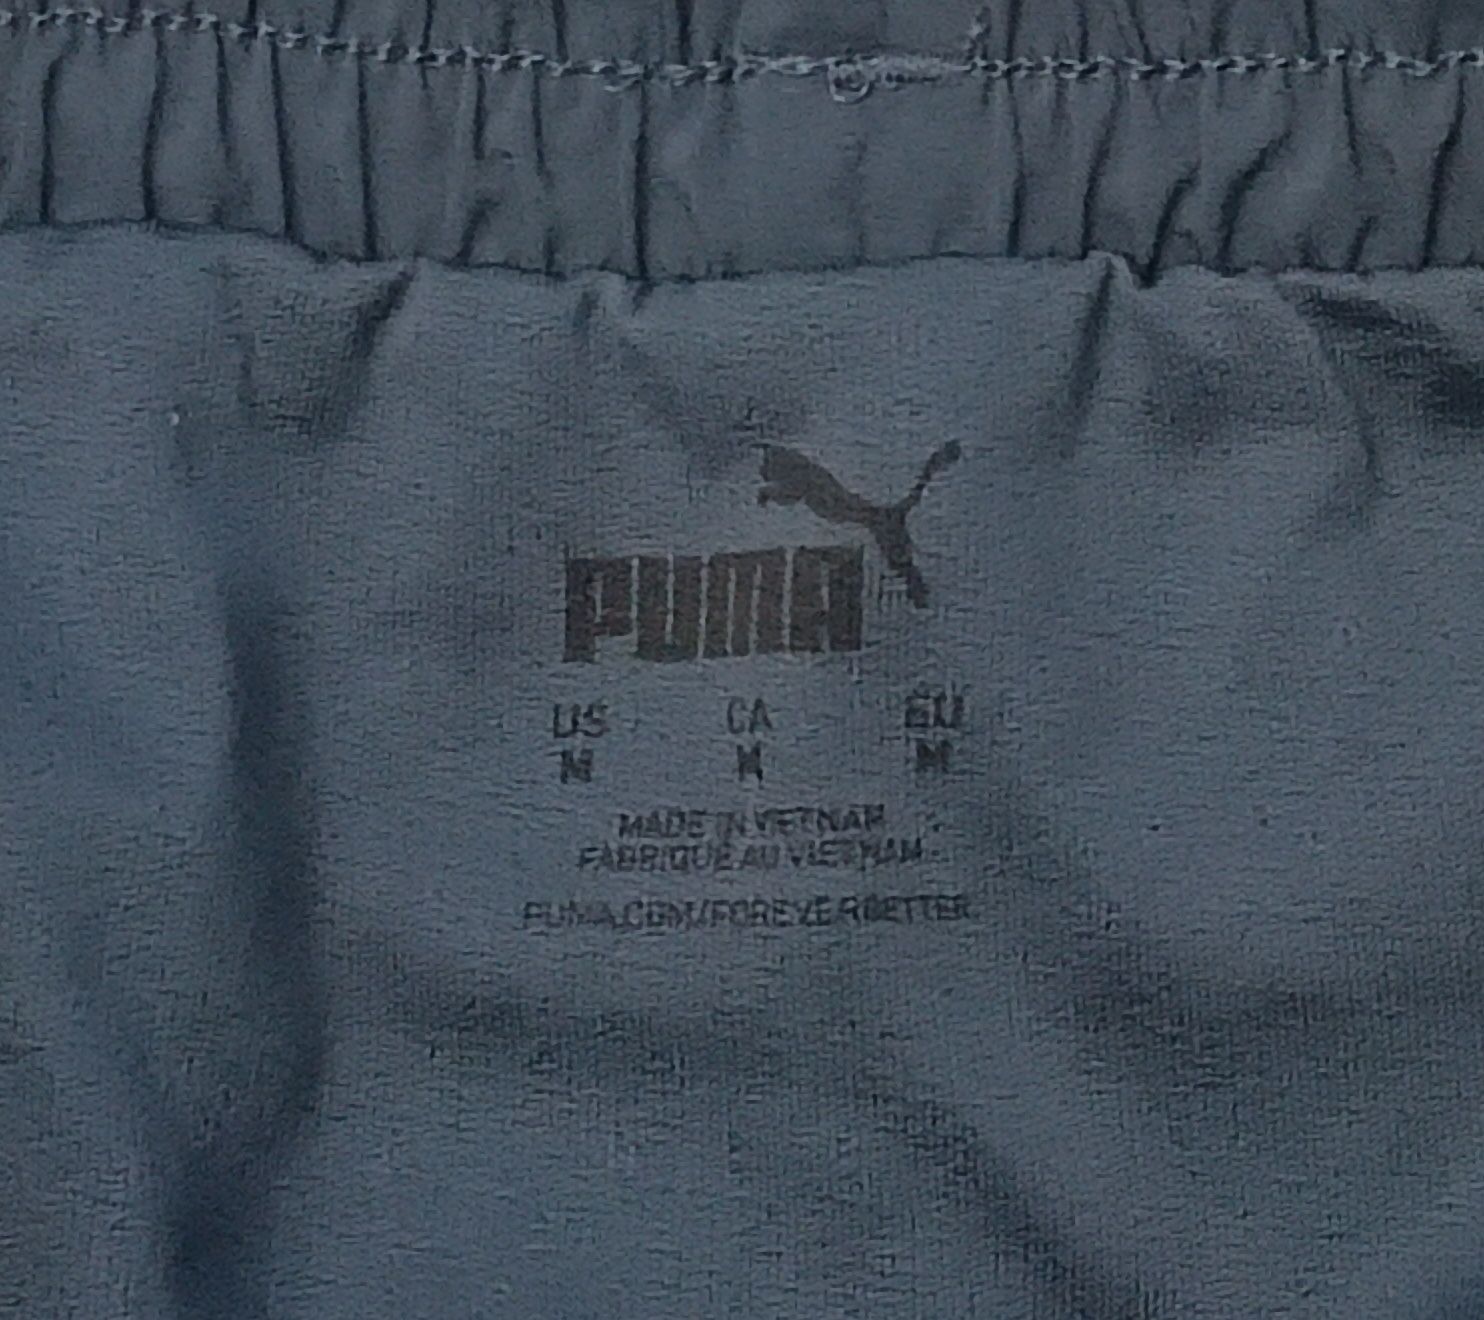 PUMA
US CA EU
M M M
MADE IN VIETNAM
FABRIQUE AU VIETNAM
PUMA.COM/FOREVERBETTER